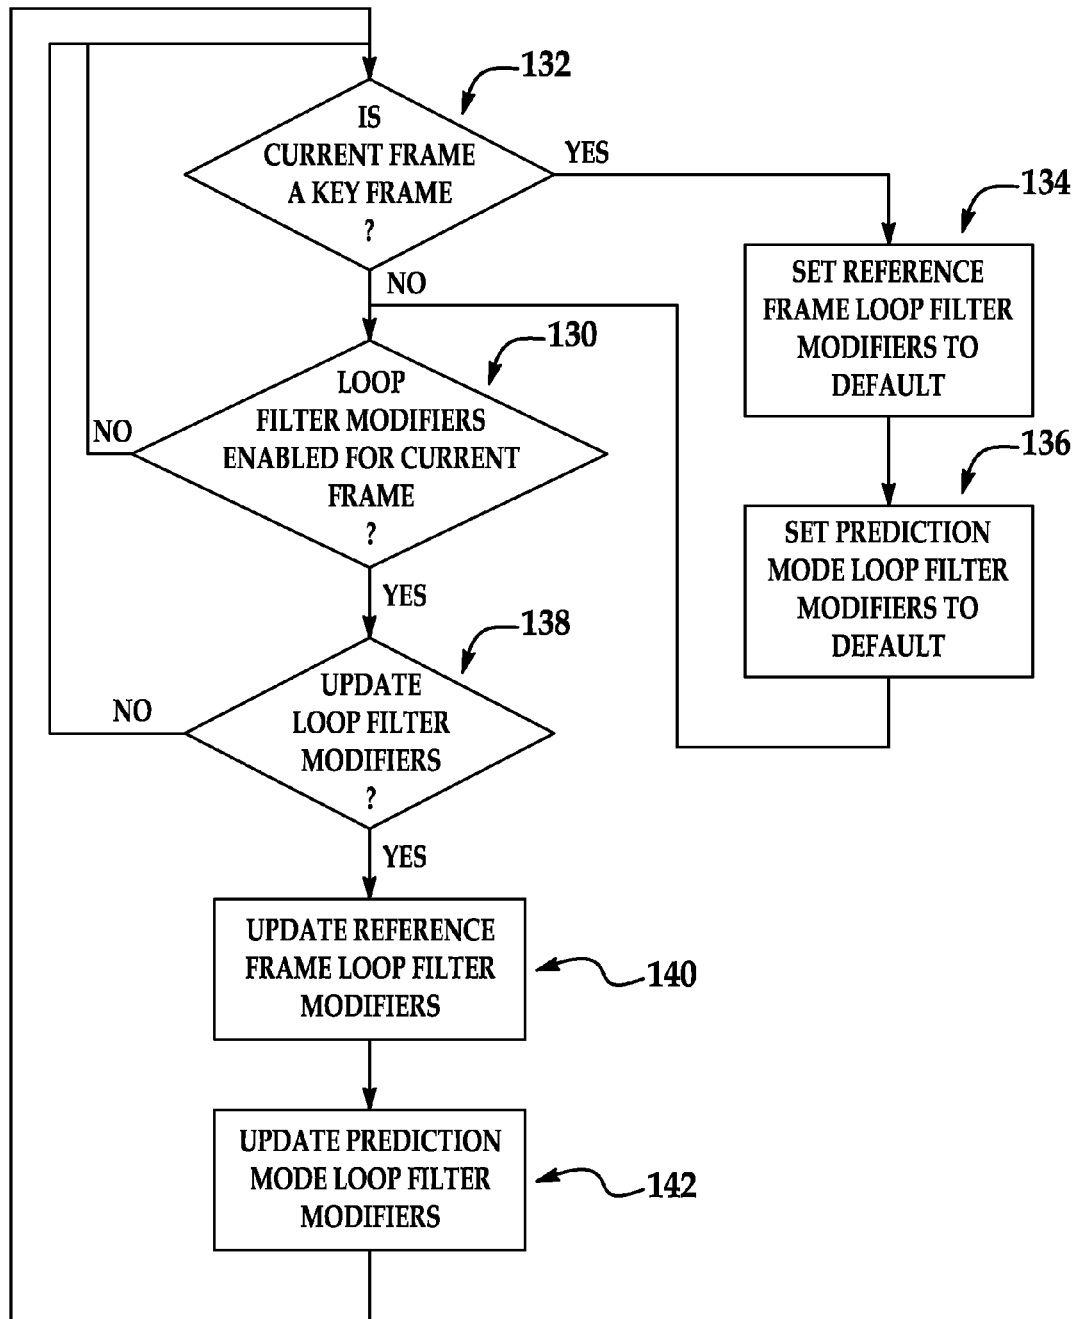 132
IS
CURRENT FRAME
A KEY FRAME
?
YES
134
SET REFERENCE
FRAME LOOP FILTER
MODIFIERS TO
DEFAULT
NO
130
LOOP
FILTER MODIFIERS
ENABLED FOR CURRENT
FRAME
?
NO
136
SET PREDICTION
MODE LOOP FILTER
MODIFIERS TO
DEFAULT
YES
138
UPDATE
LOOP FILTER
MODIFIERS
?
NO
YES
UPDATE REFERENCE
FRAME LOOP FILTER
MODIFIERS
140
UPDATE PREDICTION
MODE LOOP FILTER
MODIFIERS
142